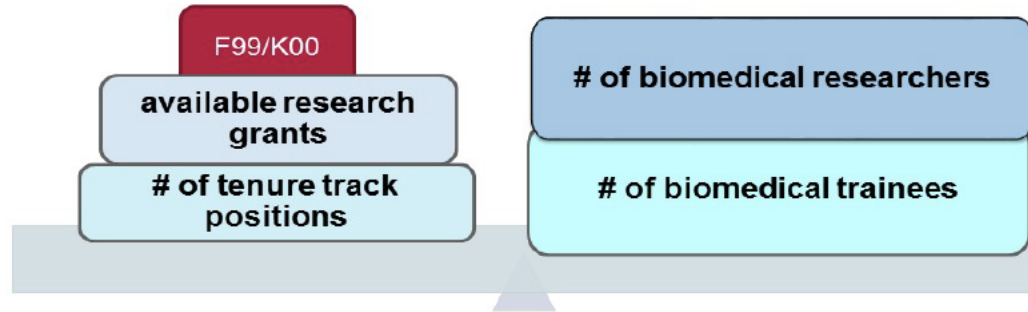 F99/K00
available research
grants
# of tenure track
positions
# of biomedical researchers
# of biomedical trainees